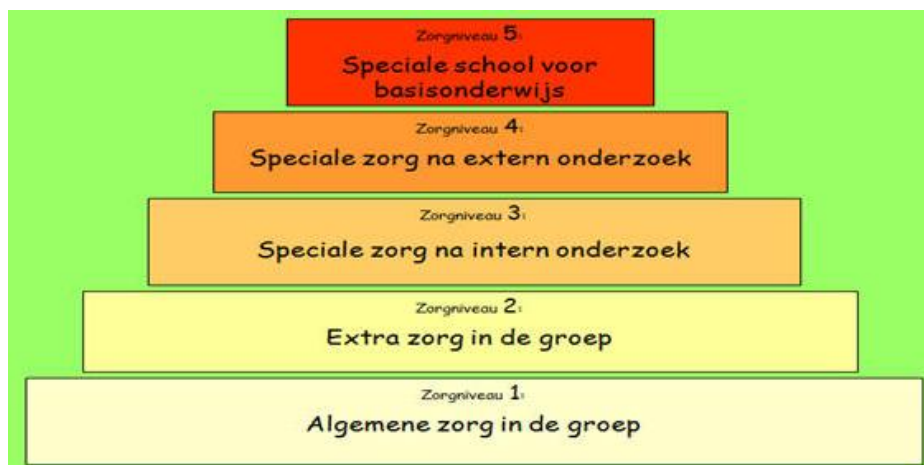 Zorgniveau 5:
Speciale school voor
basisonderwijs
Zorgniveau 4:
Speciale zorg na extern onderzoek
Zorgniveau 3:
Speciale zorg na intern onderzoek
Zorgniveau 2:
Extra zorg in de groep
Zorgniveau 1:
Algemene zorg in de groep